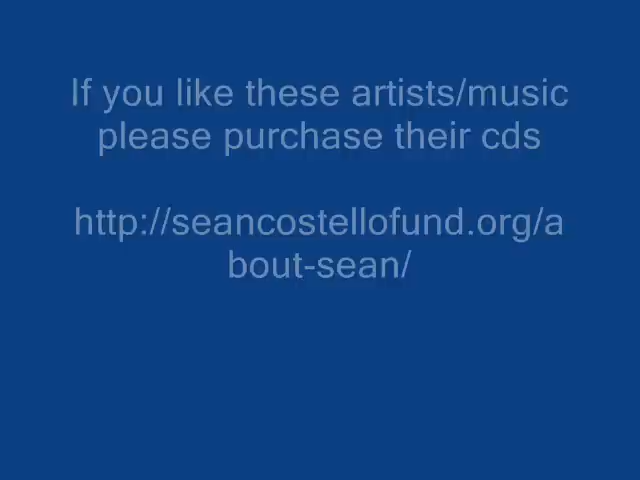 If you like these artists/music
please purchase their cds
http://seancostellofund.org/a
bout-sean/